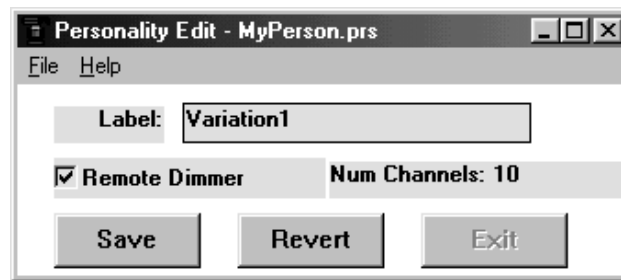 Personality Edit - MyPerson.prs
File Help
Label: Variation1
Remote Dimmer Num Channels: 10
Save Revert Exit